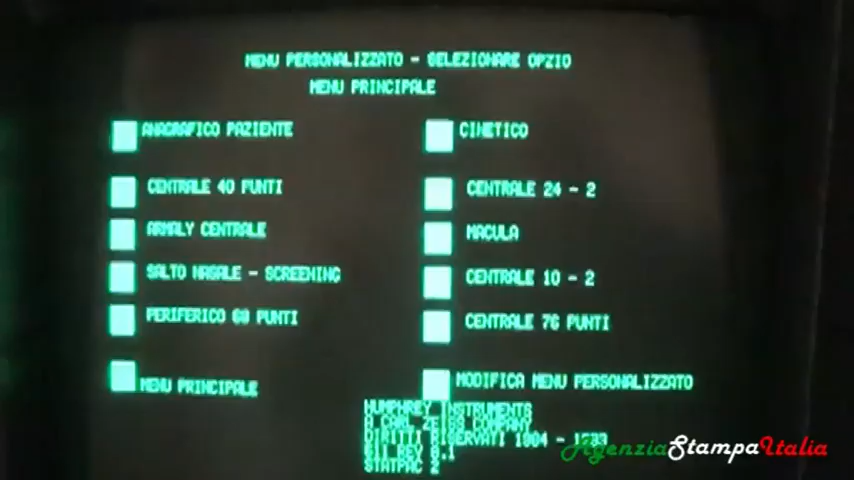 MENU PERSONALIZZATO - SELEZIONARE OPZIO
MENU PRINCIPALE
ANAGRAFICO PAZIENTE
CINETICO
CENTRALE 40 PUNTI
CENTRALE 24 - 2
ARMALY CENTRALE
MACULA
SALTO NASALE - SCREENING
CENTRALE 10 - 2
PERIFERICO 60 PUNTI
CENTRALE 76 PUNTI
MENU PRINCIPALE
MODIFICA MENU PERSONALIZZATO
HUMPHREY INSTRUMENTS
A CARL ZEISS COMPANY
DIRITTI RISERVATI
REV
STATPAC 2
AgenziaStampaItalia